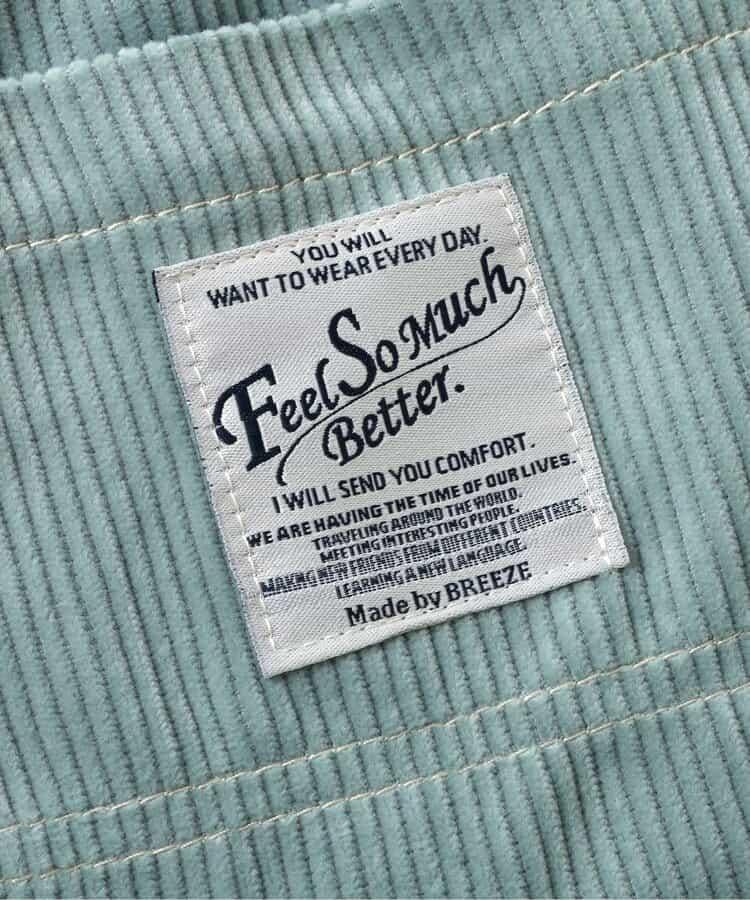 YOU WILL
WANT TO WEAR EVERY DAY.
Feel So Much
Better.
I WILL SEND YOU COMFORT.
WE ARE HAVING THE TIME OF OUR LIVES.
TRAVELING AROUND THE WORLD.
MEETING INTERESTING PEOPLE.
MAKING NEW FRIENDS FROM DIFFERENT COUNTRIES.
LEARNING A NEW LANGUAGE.
Made by BREEZE